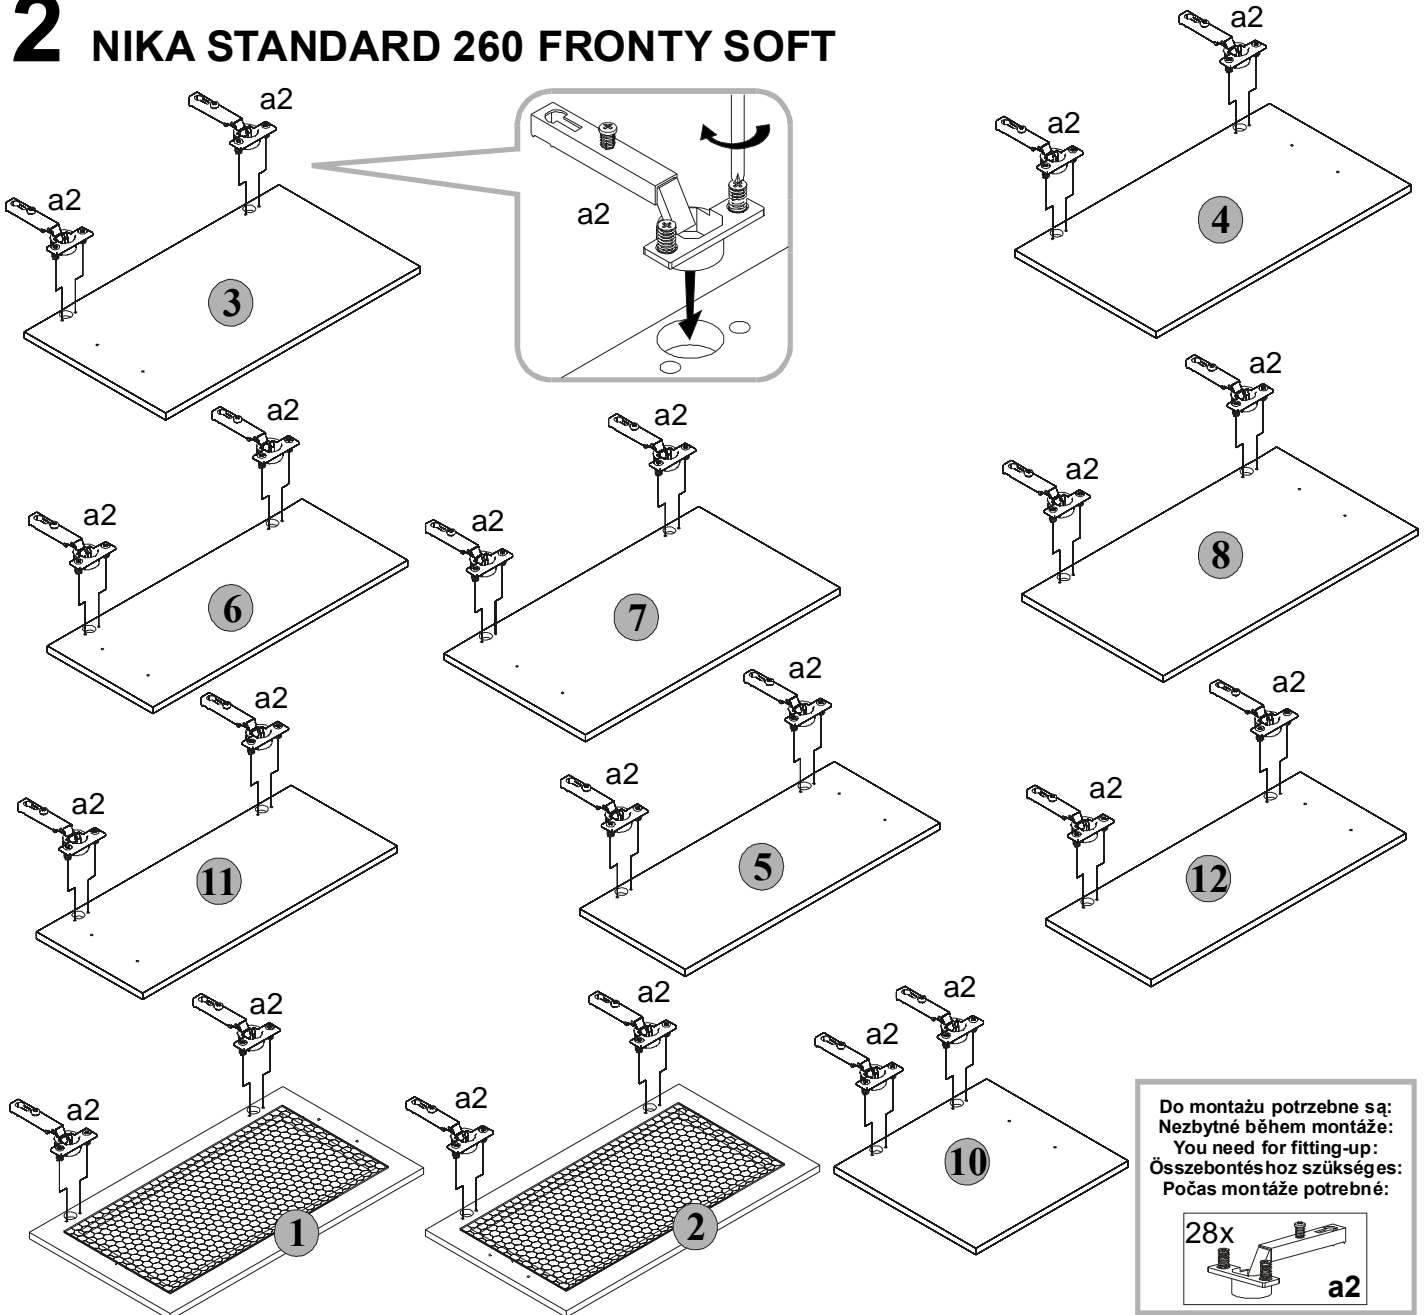 2 NIKA STANDARD 260 FRONTY SOFT
a2
a2
a2
a2
a2
3
4
a2
a2
a2
a2
a2
a2
6
7
8
a2
a2
a2
a2
a2
a2
11
5
12
a2
a2
a2
a2
a2
a2
1
2
10
Do montażu potrzebne są:
Nezbytné během montáže:
You need for fitting-up:
Összebontéshoz szükséges:
Počas montáže potrebné:
28x
a2